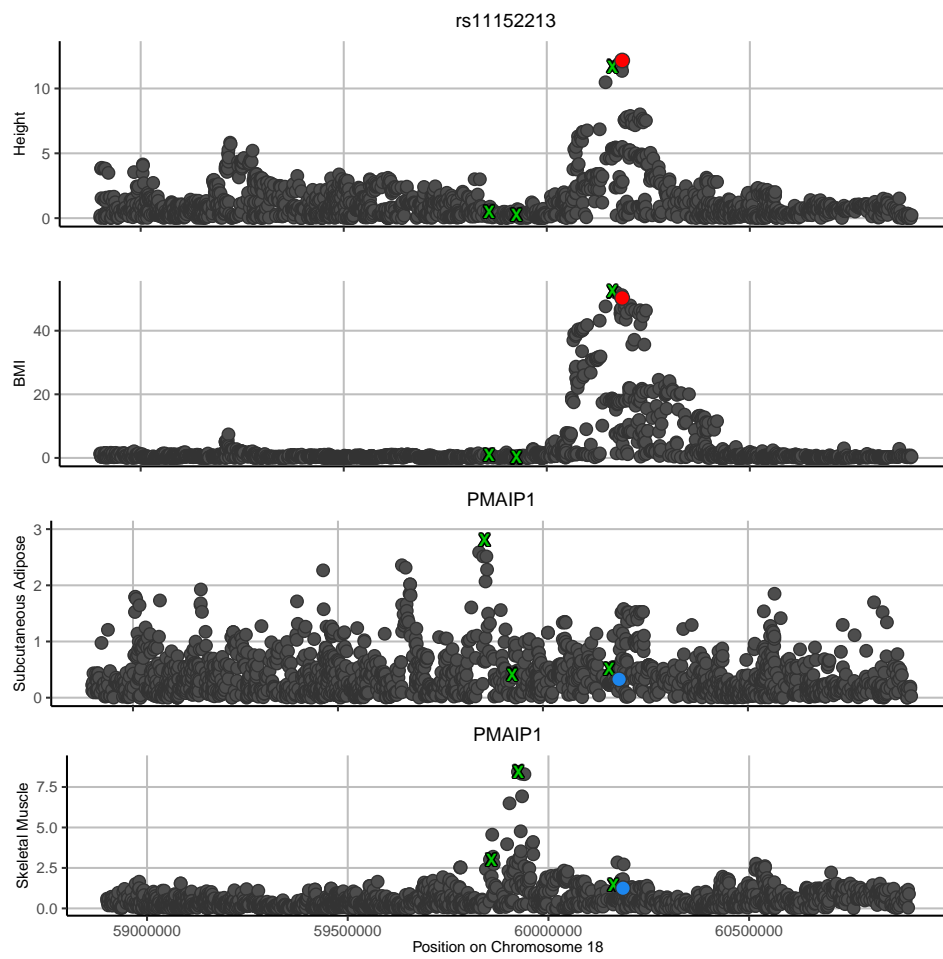 rs11152213
Height
10
5
0
BMI
40
20
0
PMAIP1
Subcutaneous Adipose
3
2
1
0
PMAIP1
Skeletal Muscle
7.5
5.0
2.5
0.0
X
X
X
X
X
X
X
X
X
X
X
X
59000000 59500000 60000000 60500000
Position on Chromosome 18